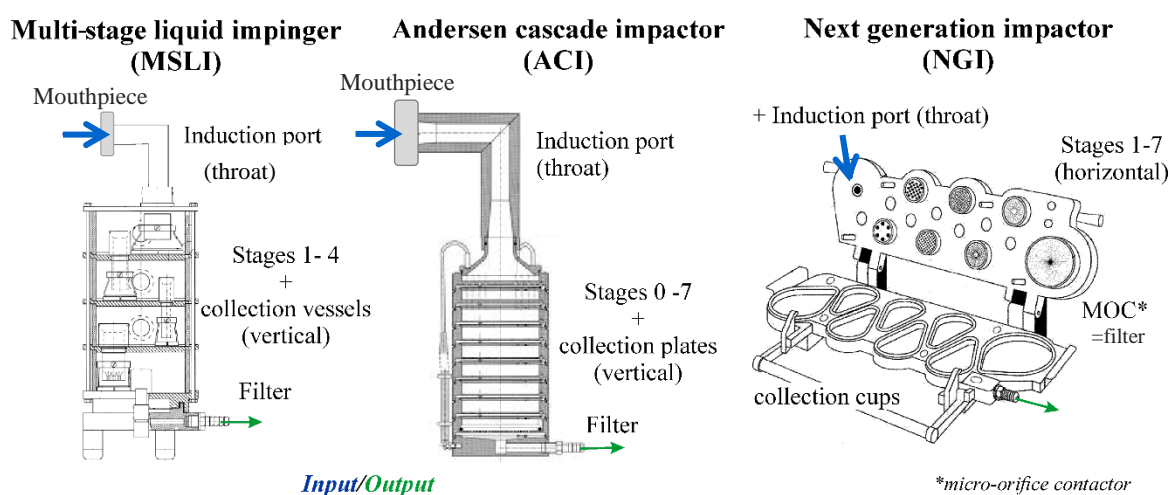 Multi-stage liquid impinger
(MSLI)
Mouthpiece
Induction port
(throat)
Stages 1- 4
+
collection vessels
(vertical)
Filter
Andersen cascade impactor
(ACI)
Mouthpiece
Induction port
(throat)
Stages 0 -7
+
collection plates
(vertical)
Filter
Next generation impactor
(NGI)
+ Induction port (throat)
Stages 1-7
(horizontal)
MOC*
=filter
collection cups
Input/Output
*micro-orifice contactor